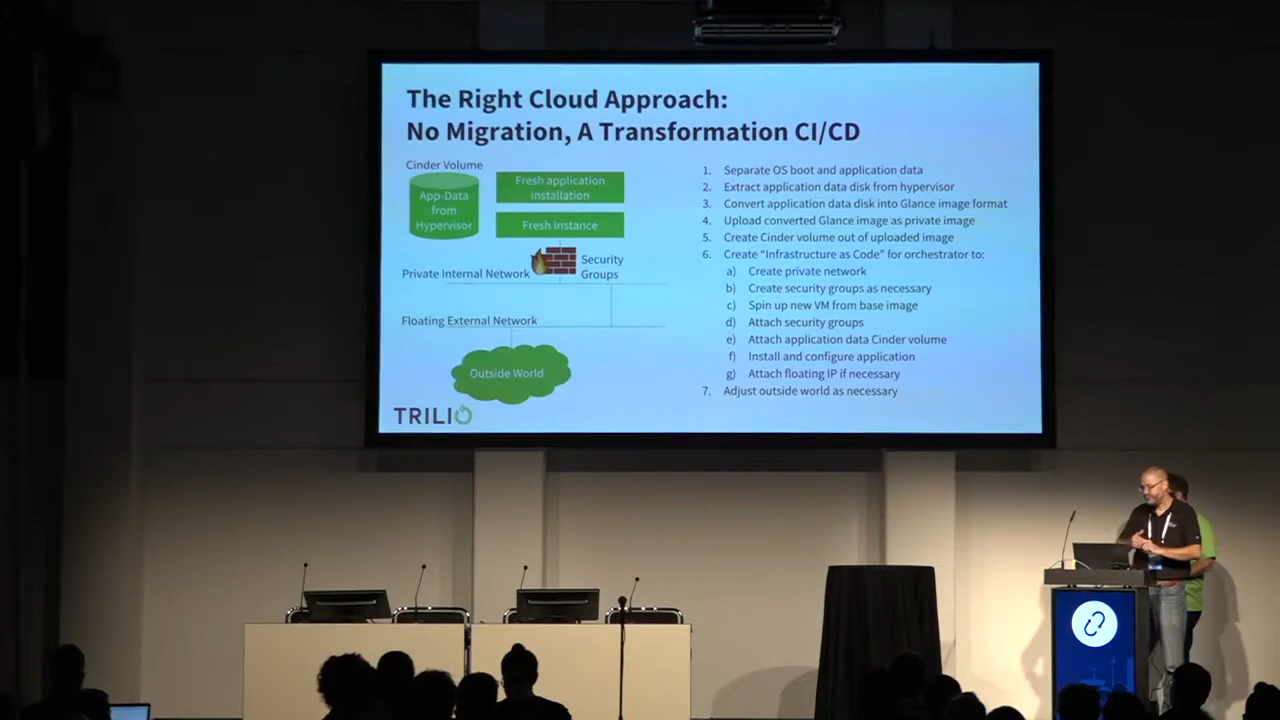 The Right Cloud Approach:
No Migration, A Transformation CI/CD
Cinder Volume
App-Data
from
Hypervisor
Fresh application
installation
Fresh Instance
Security
Groups
Private Internal Network
Floating External Network
Outside World
TRILIO
1. Separate OS boot and application data
2. Extract application data disk from hypervisor
3. Convert application data disk into Glance image format
4. Upload converted Glance image as private image
5. Create Cinder volume out of uploaded image
6. Create “Infrastructure as Code” for orchestrator to:
a) Create private network
b) Create security groups as necessary
c) Spin up new VM from base image
d) Attach security groups
e) Attach application data Cinder volume
f) Install and configure application
g) Attach floating IP if necessary
7. Adjust outside world as necessary